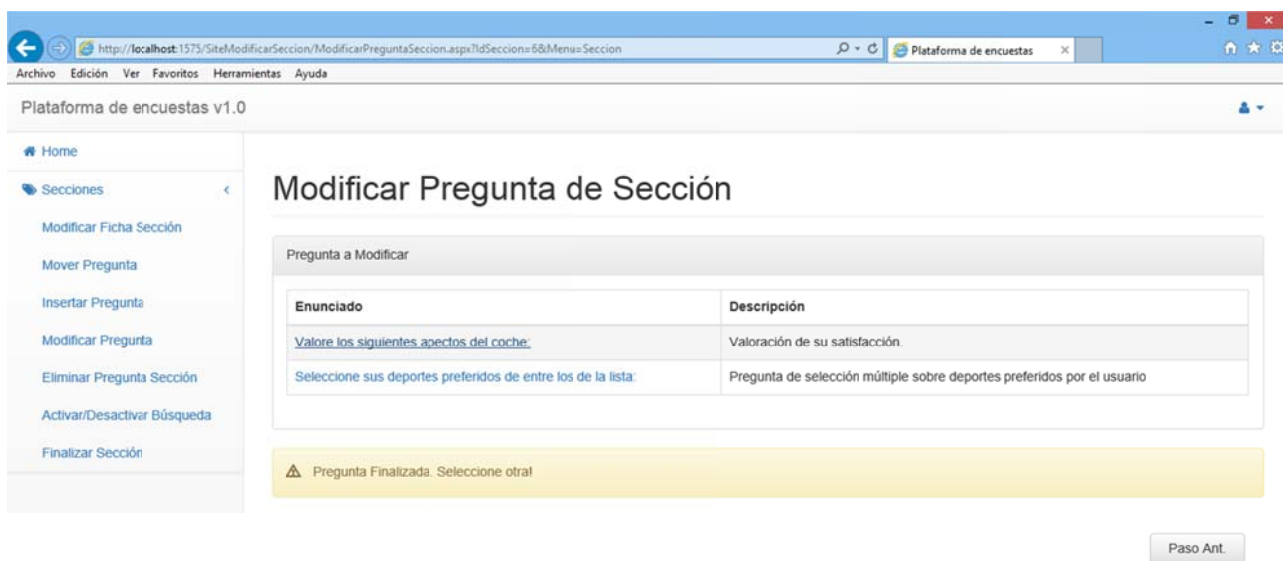 http://localhost:1575/SiteModificarSeccion/ModificarPreguntaSeccion.aspx?IdSeccion=6&Menu=Seccion
Plataforma de encuestas
Archivo Edición Ver Favoritos Herramientas Ayuda
Plataforma de encuestas v1.0
Home
Secciones
Modificar Ficha Sección
Mover Pregunta
Insertar Pregunta
Modificar Pregunta
Eliminar Pregunta Sección
Activar/Desactivar Búsqueda
Finalizar Sección
Modificar Pregunta de Sección
Pregunta a Modificar
Enunciado Descripción
Valore los siguientes apectos del coche: Valoración de su satisfacción.
Seleccione sus deportes preferidos de entre los de la lista: Pregunta de selección múltiple sobre deportes preferidos por el usuario
Pregunta Finalizada. Seleccione otra!
Paso Ant.